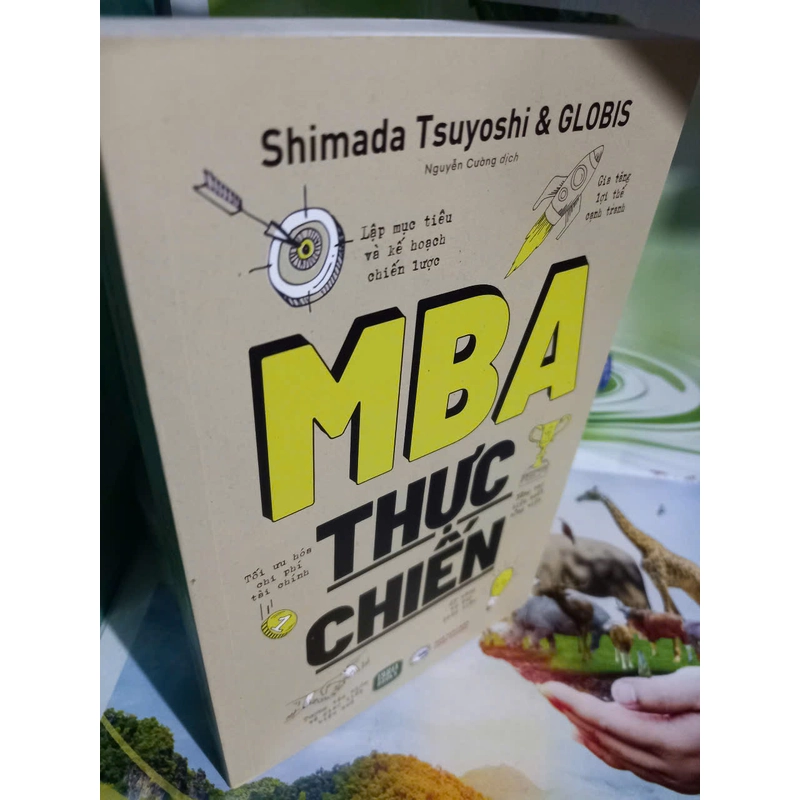 Shimada Tsuyoshi & GLOBIS
Nguyễn Cường dịch
Lập mục tiêu
và kế hoạch
chiến lược
Gia tăng
lợi thế
cạnh tranh
MBA
THỰC
CHIẾN
Tối ưu hóa
chi phí
tài chính
1